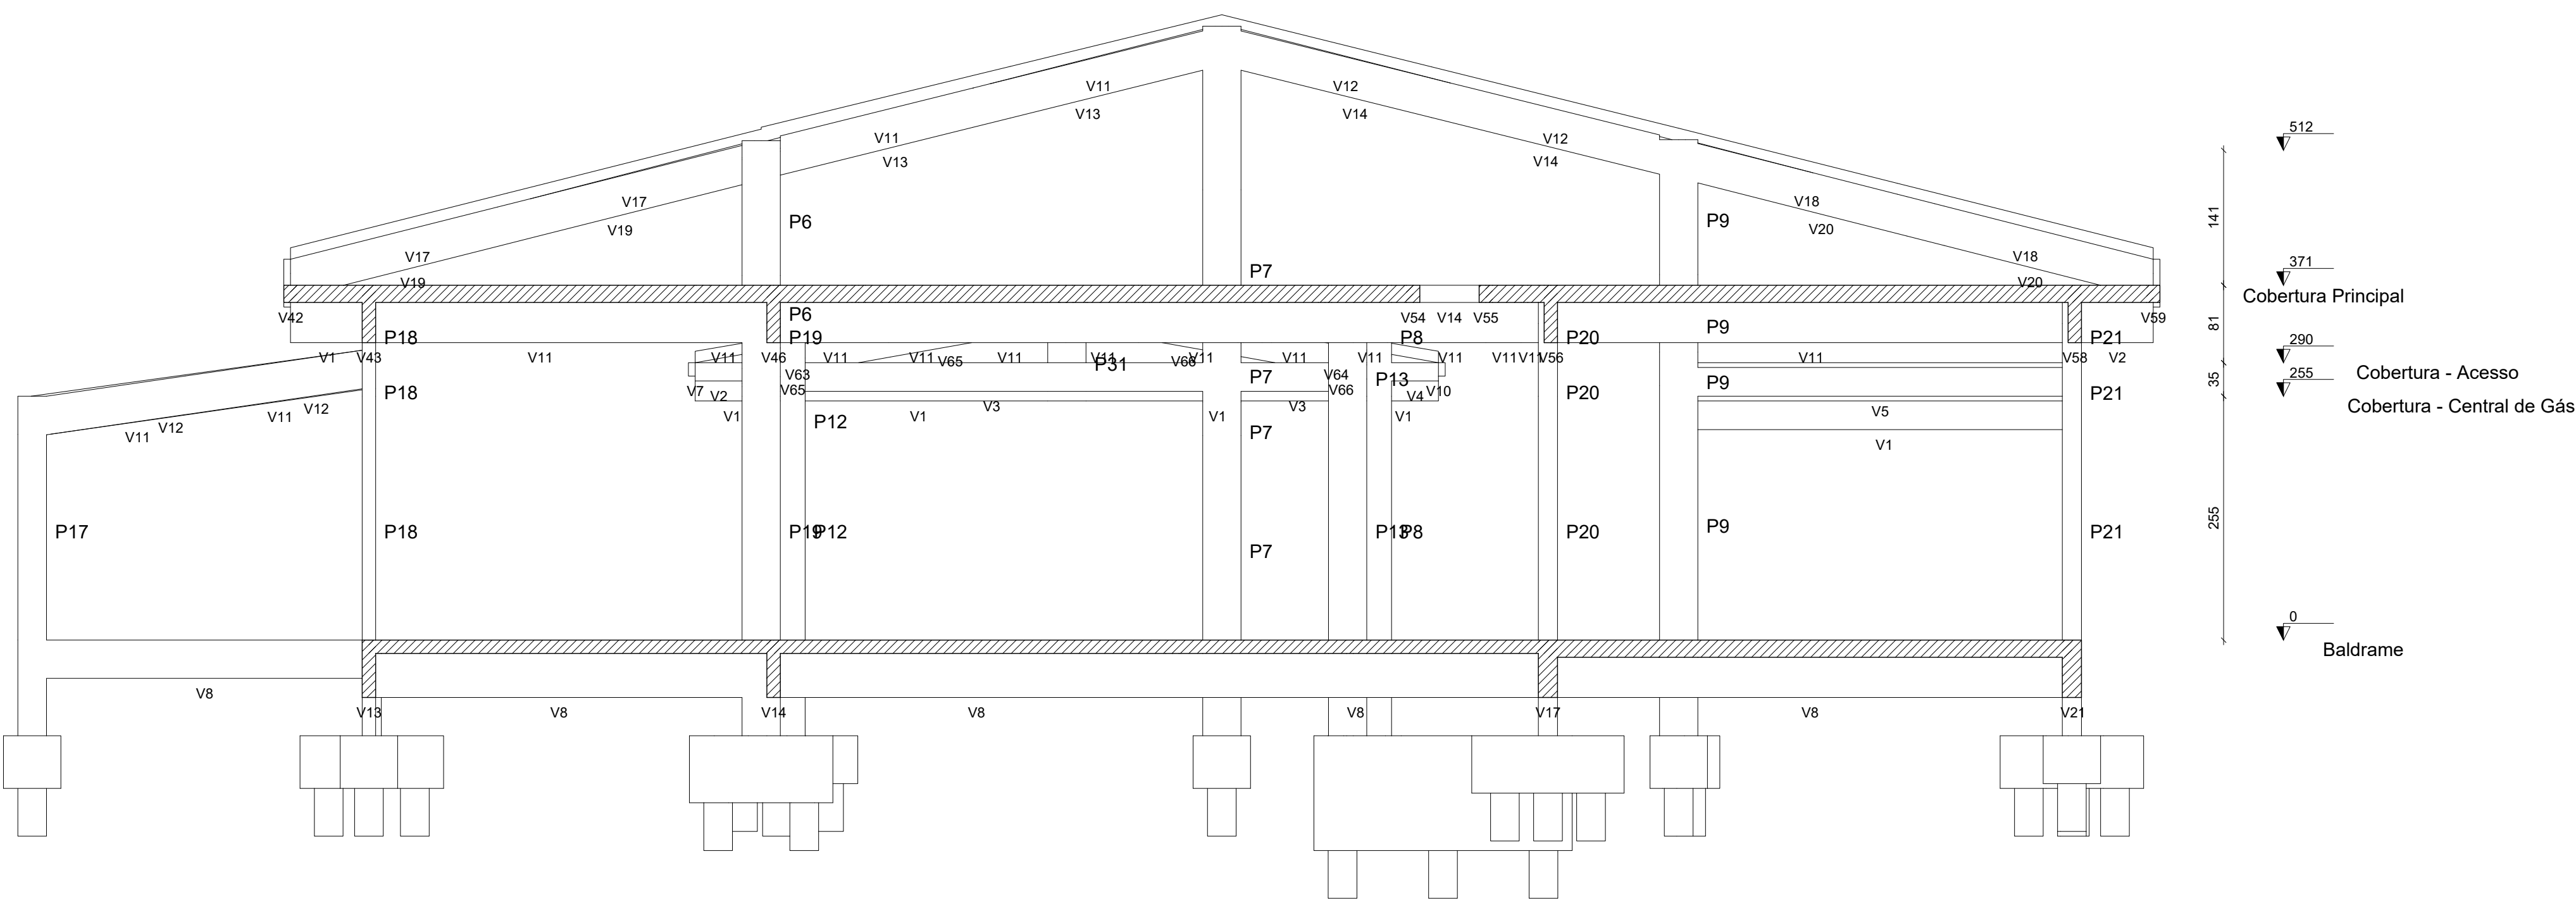 V11 V12
V13 V14
512
V11 V12
V13 V14
V17 V18
141
P6 P9
V19 V20
V17 V18
371
P7
V19 V20
Cobertura Principal
V42 P6 V54 V14 V55 V59
81
P9
P18 P19 P8 P20 P21
290
V1 V43 V11 V11 V46 V11 V11 V65 V11 V11 V66 V11 V11 V11 V11 V11 V11 V56 V11 V58 V2
P31
V63 V64
255
Cobertura - Acesso
P7 P13 P9 35
V7 V2 V65 V66 V4 V10
P18 P20 P21
V12 V3 V3
Cobertura - Central de Gás
V11 V1 V1 V1 V1 V5
P12
V11 V12 P7
V1
255
P17 P18 P19 P12 P13 P8 P20 P9 P21
P7
0
Baldrame
V8
V13 V8 V14 V8 V8 V17 V8 V21